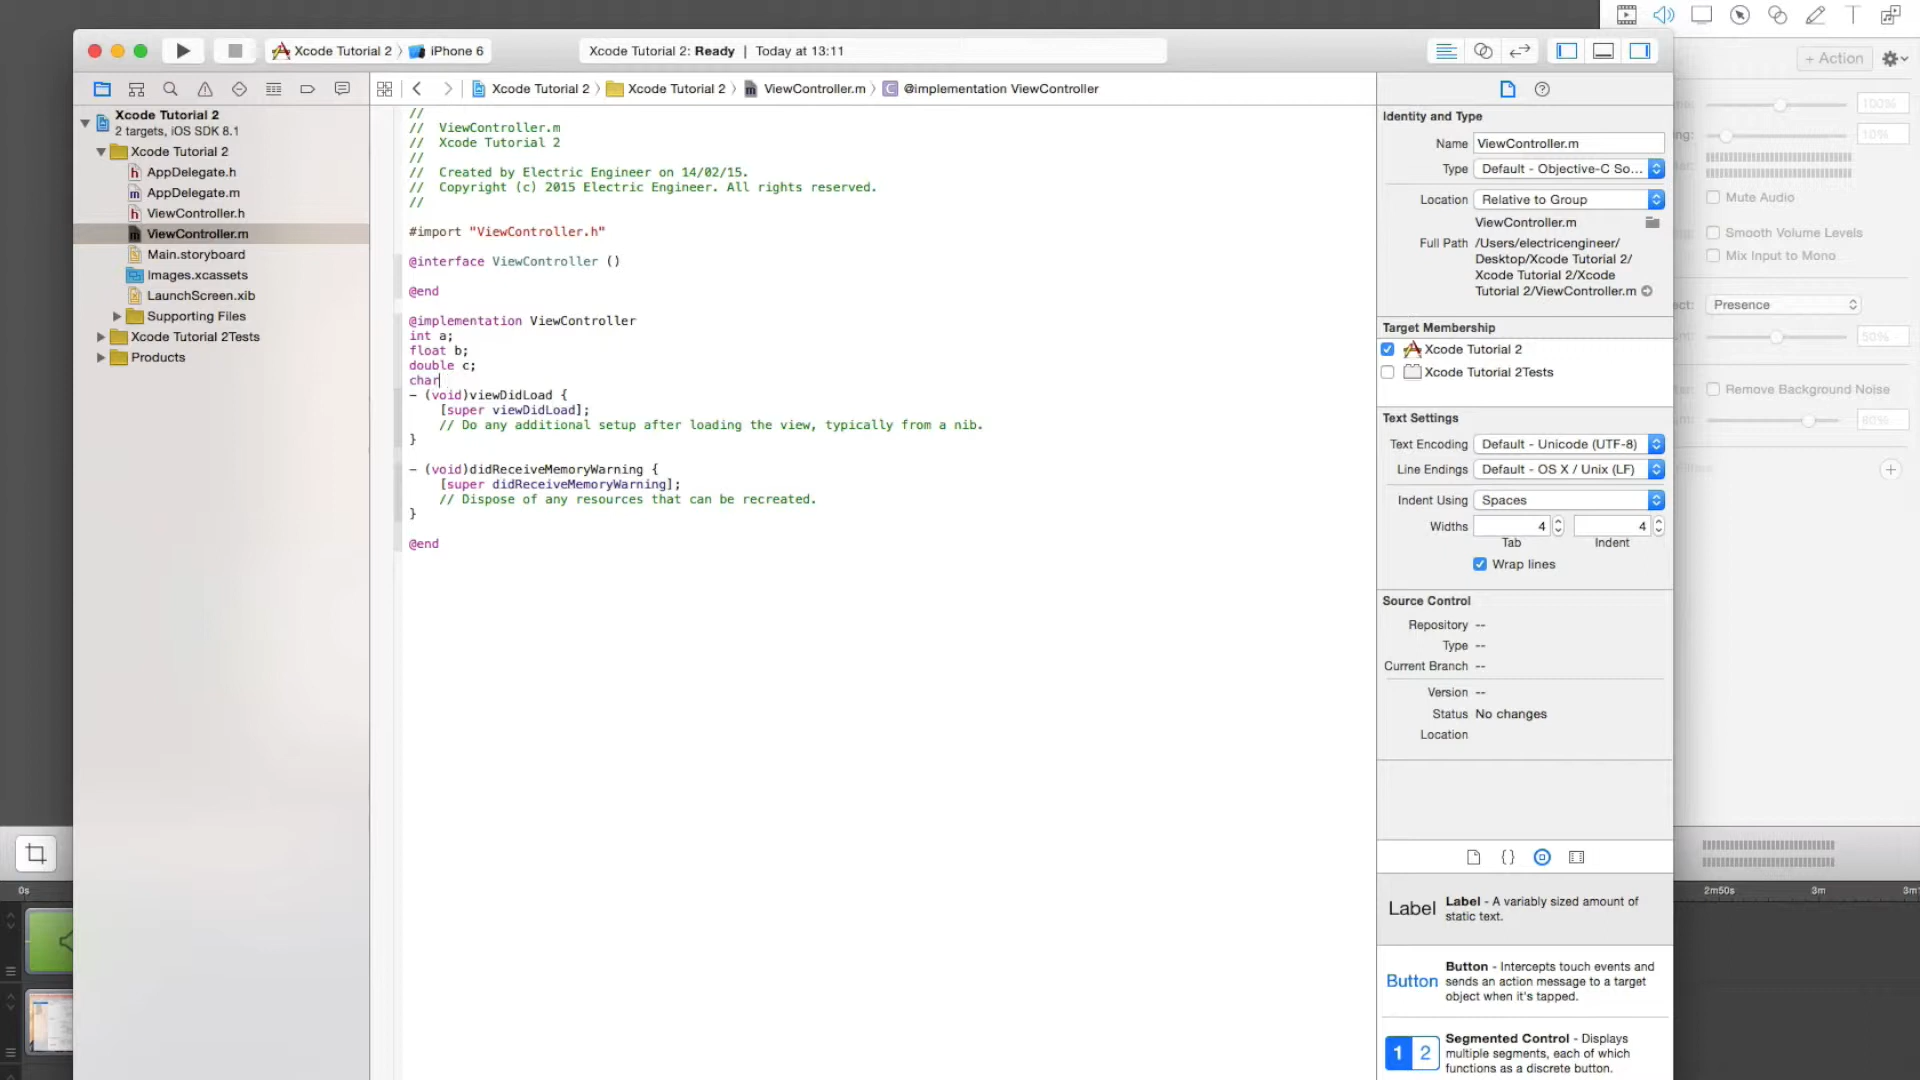 Xcode Tutorial 2 〉 iPhone 6
Xcode Tutorial 2: Ready | Today at 13:11
+ Action
Xcode Tutorial 2 〉 Xcode Tutorial 2 〉 ViewController.m 〉 C @implementation ViewController
Xcode Tutorial 2
2 targets, iOS SDK 8.1
Xcode Tutorial 2
h AppDelegate.h
m AppDelegate.m
h ViewController.h
m ViewController.m
Main.storyboard
Images.xcassets
LaunchScreen.xib
Supporting Files
Xcode Tutorial 2Tests
Products
//
//  ViewController.m
//  Xcode Tutorial 2
//
//  Created by Electric Engineer on 14/02/15.
//  Copyright (c) 2015 Electric Engineer. All rights reserved.
//
#import "ViewController.h"
@interface ViewController ()
@end
@implementation ViewController
int a;
float b;
double c;
char
- (void)viewDidLoad {
    [super viewDidLoad];
    // Do any additional setup after loading the view, typically from a nib.
}
- (void)didReceiveMemoryWarning {
    [super didReceiveMemoryWarning];
    // Dispose of any resources that can be recreated.
}
@end
Identity and Type
Name ViewController.m
Type Default - Objective-C So...
Location Relative to Group
ViewController.m
Full Path /Users/electricengineer/
Desktop/Xcode Tutorial 2/
Xcode Tutorial 2/Xcode
Tutorial 2/ViewController.m
Target Membership
Xcode Tutorial 2
Xcode Tutorial 2Tests
Text Settings
Text Encoding Default - Unicode (UTF-8)
Line Endings Default - OS X / Unix (LF)
Indent Using Spaces
Widths 4 4
Tab Indent
Wrap lines
Source Control
Repository --
Type --
Current Branch --
Version --
Status No changes
Location
{ }
Label Label - A variably sized amount of
static text.
Button Button - Intercepts touch events and
sends an action message to a target
object when it's tapped.
1 2 Segmented Control - Displays
multiple segments, each of which
functions as a discrete button.
100%
10%
Mute Audio
Smooth Volume Levels
Mix Input to Mono
Presence
50%
Remove Background Noise
80%
0s
2m50s 3m